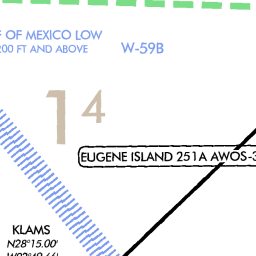 OF MEXICO LOW
200 FT AND ABOVE
W-59B
14
EUGENE ISLAND 251A AWOS-3
KLAMS
N28°15.00'